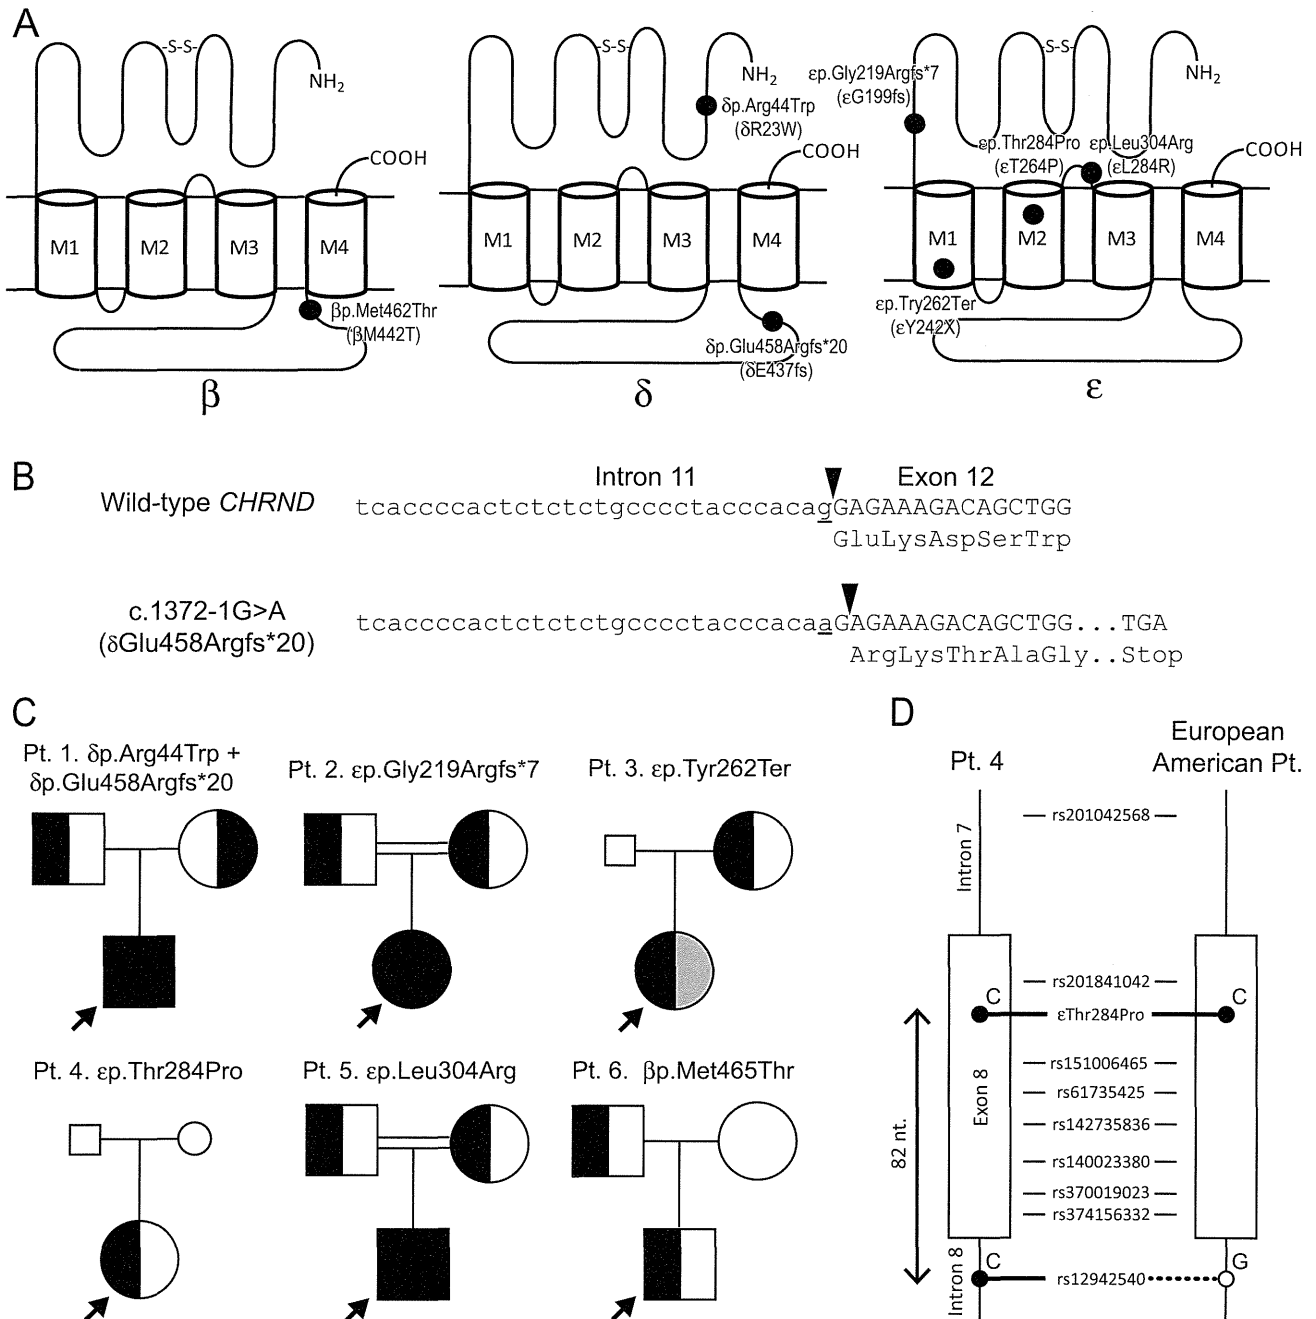 A
-S-S-
NH2
COOH
M1 M2 M3 M4
βp.Met462Thr
(βM442T)
β
-S-S-
NH2
δp.Arg44Trp
(δR23W)
COOH
M1 M2 M3 M4
δp.Glu458Argfs*20
(δE437fs)
δ
-S-S-
NH2
εp.Gly219Argfs*7
(εG199fs)
εp.Thr284Pro
(εT264P)
εp.Leu304Arg
(εL284R)
COOH
M1 M2 M3 M4
εp.Try262Ter
(εY242X)
ε
B
Intron 11 Exon 12
Wild-type CHRND
tcaccccactctctctgcccctacccacagGAGAAAGACAGCTGG
GluLysAspSerTrp
c.1372-1G>A
(δGlu458Argfs*20)
tcaccccactctctctgcccctacccacaaGAGAAAGACAGCTGG...TGA
ArgLysThrAlaGly..Stop
C
Pt. 1. δp.Arg44Trp +
δp.Glu458Argfs*20
Pt. 2. εp.Gly219Argfs*7
Pt. 3. εp.Tyr262Ter
Pt. 4. εp.Thr284Pro
Pt. 5. εp.Leu304Arg
Pt. 6. βp.Met465Thr
D
Pt. 4
European
American Pt.
Intron 7
rs201042568
Exon 8
rs201841042
C εThr284Pro C
rs151006465
rs61735425
rs142735836
rs140023380
rs370019023
rs374156332
82 nt.
Intron 8
C rs12942540 G